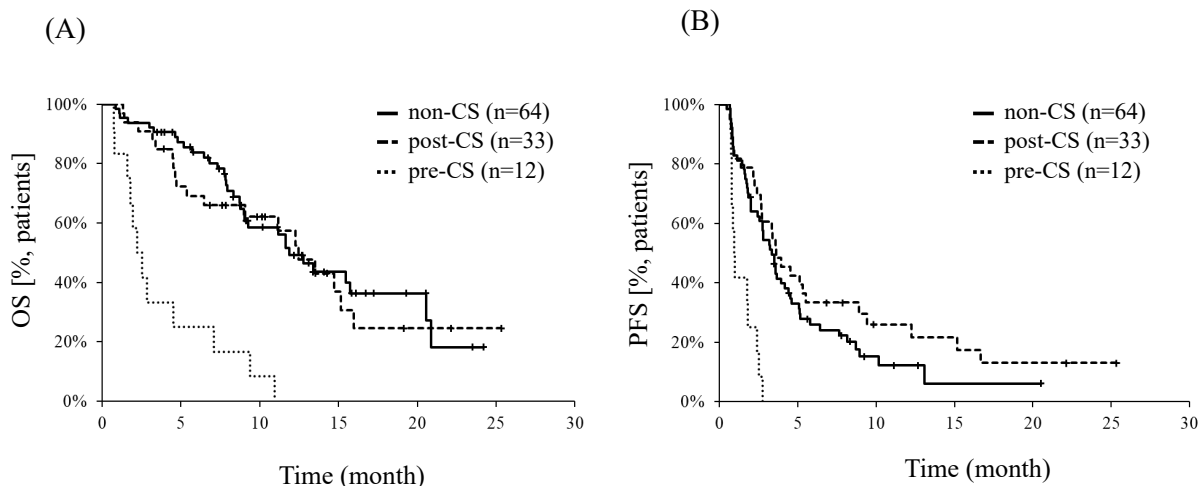 (A)
OS [%, patients]
100%
80%
60%
40%
20%
0%
0 5 10 15 20 25 30
Time (month)
non-CS (n=64)
post-CS (n=33)
pre-CS (n=12)
(B)
PFS [%, patients]
100%
80%
60%
40%
20%
0%
0 5 10 15 20 25 30
Time (month)
non-CS (n=64)
post-CS (n=33)
pre-CS (n=12)